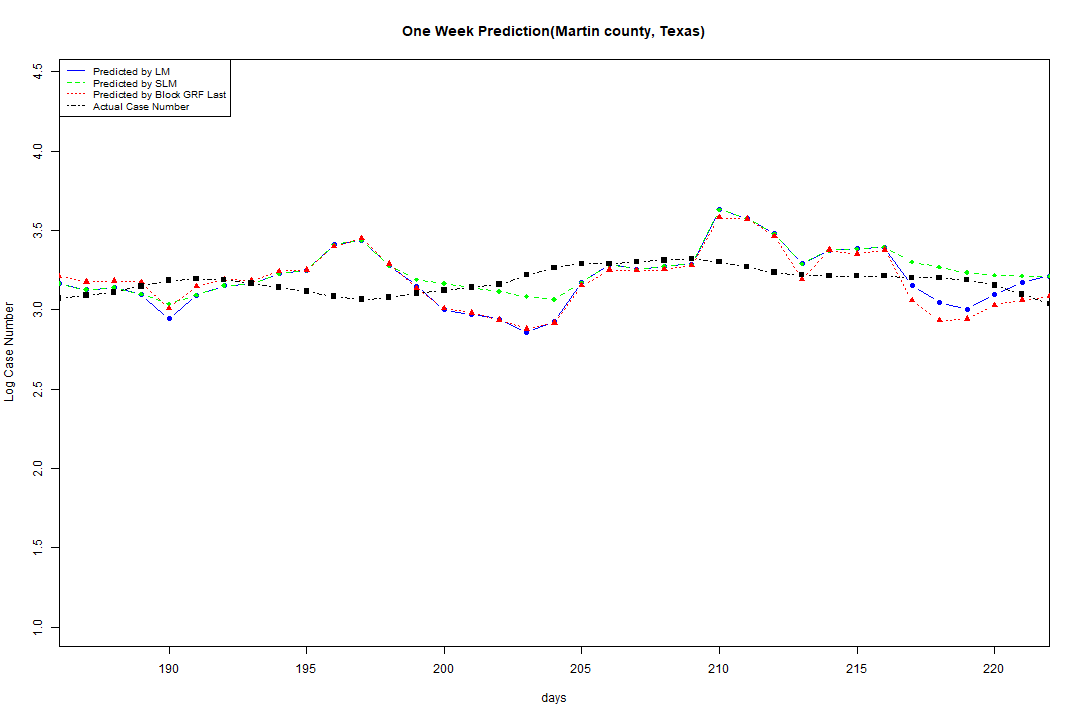 One Week Prediction(Martin county, Texas)
Predicted by LM
Predicted by SLM
Predicted by Block GRF Last
Actual Case Number
4.5
4.0
3.5
3.0
2.5
2.0
1.5
1.0
Log Case Number
190 195 200 205 210 215 220
days